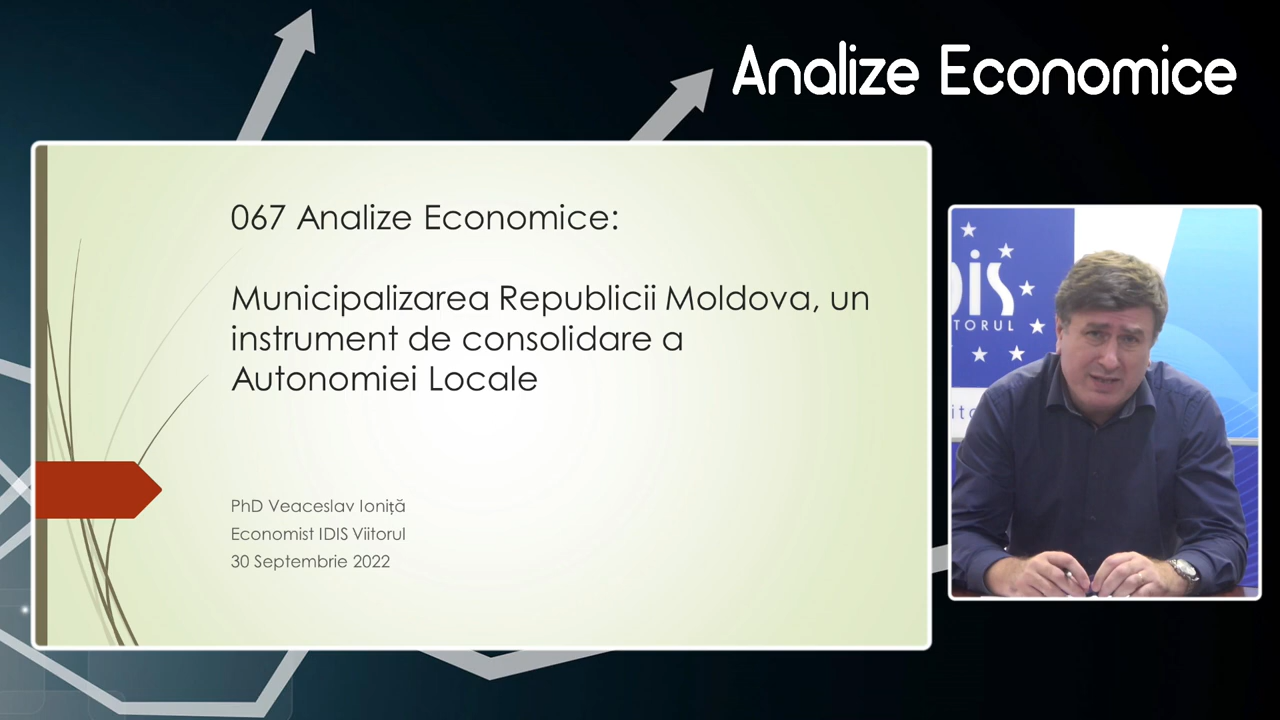 Analize Economice
067 Analize Economice:
Municipalizarea Republicii Moldova, un
instrument de consolidare a
Autonomiei Locale
PhD Veaceslav Ioniță
Economist IDIS Viitorul
30 Septembrie 2022